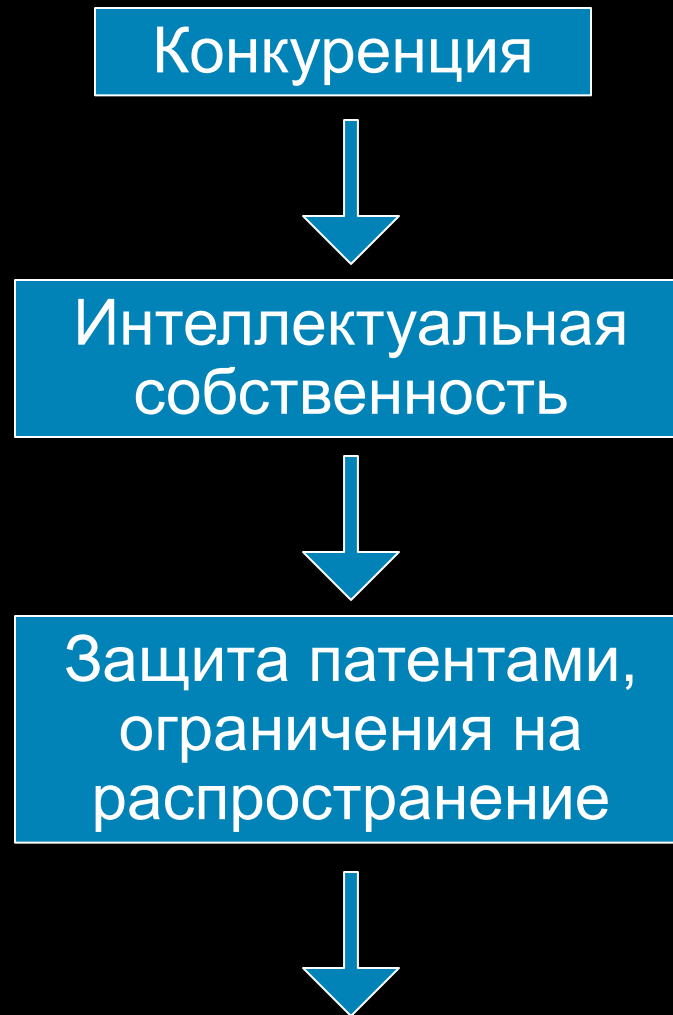 Конкуренция
Интеллектуальная
собственность
Защита патентами,
ограничения на
распространение